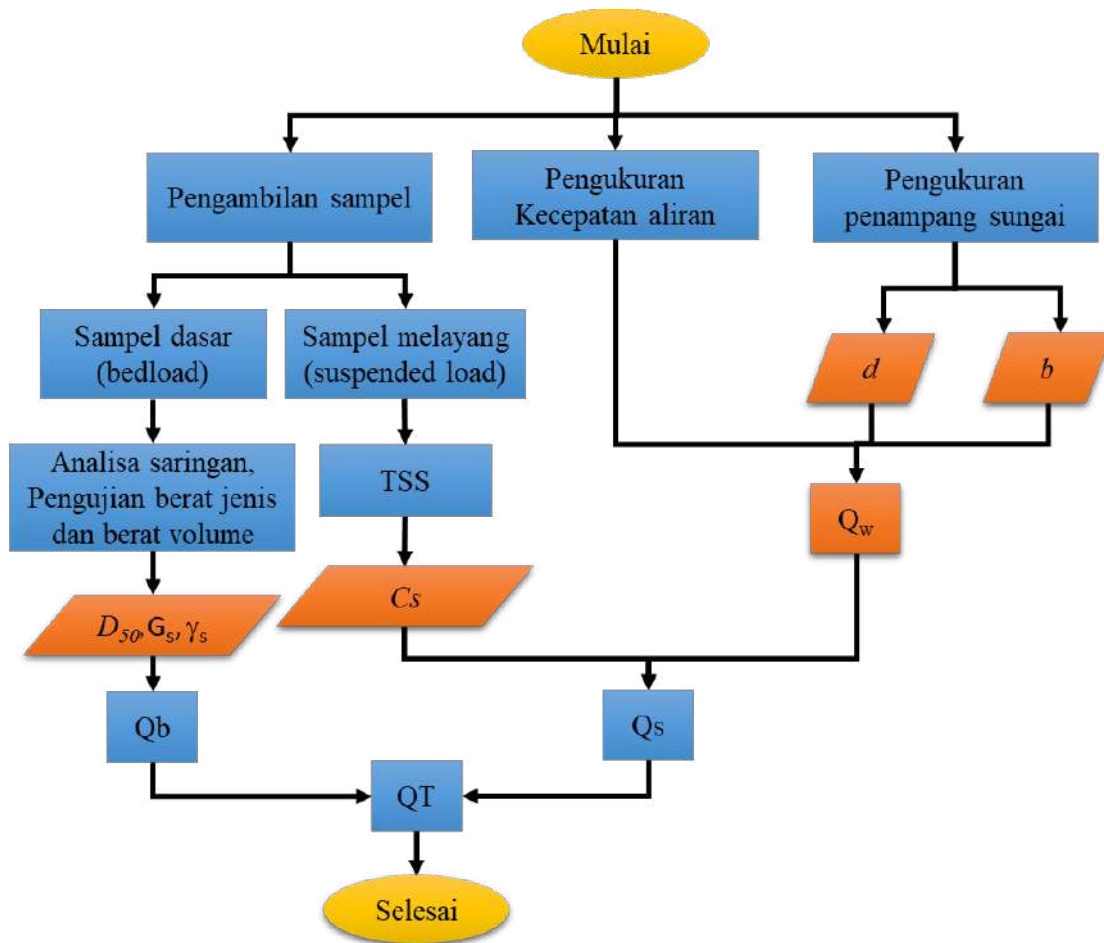 Mulai
Pengambilan sampel
Pengukuran
Kecepatan aliran
Pengukuran
penampang sungai
Sampel dasar
(bedload)
Sampel melayang
(suspended load)
d
b
Analisa saringan,
Pengujian berat jenis
dan berat volume
TSS
Qw
D50, Gs, γs
Cs
Qb
Qs
QT
Selesai